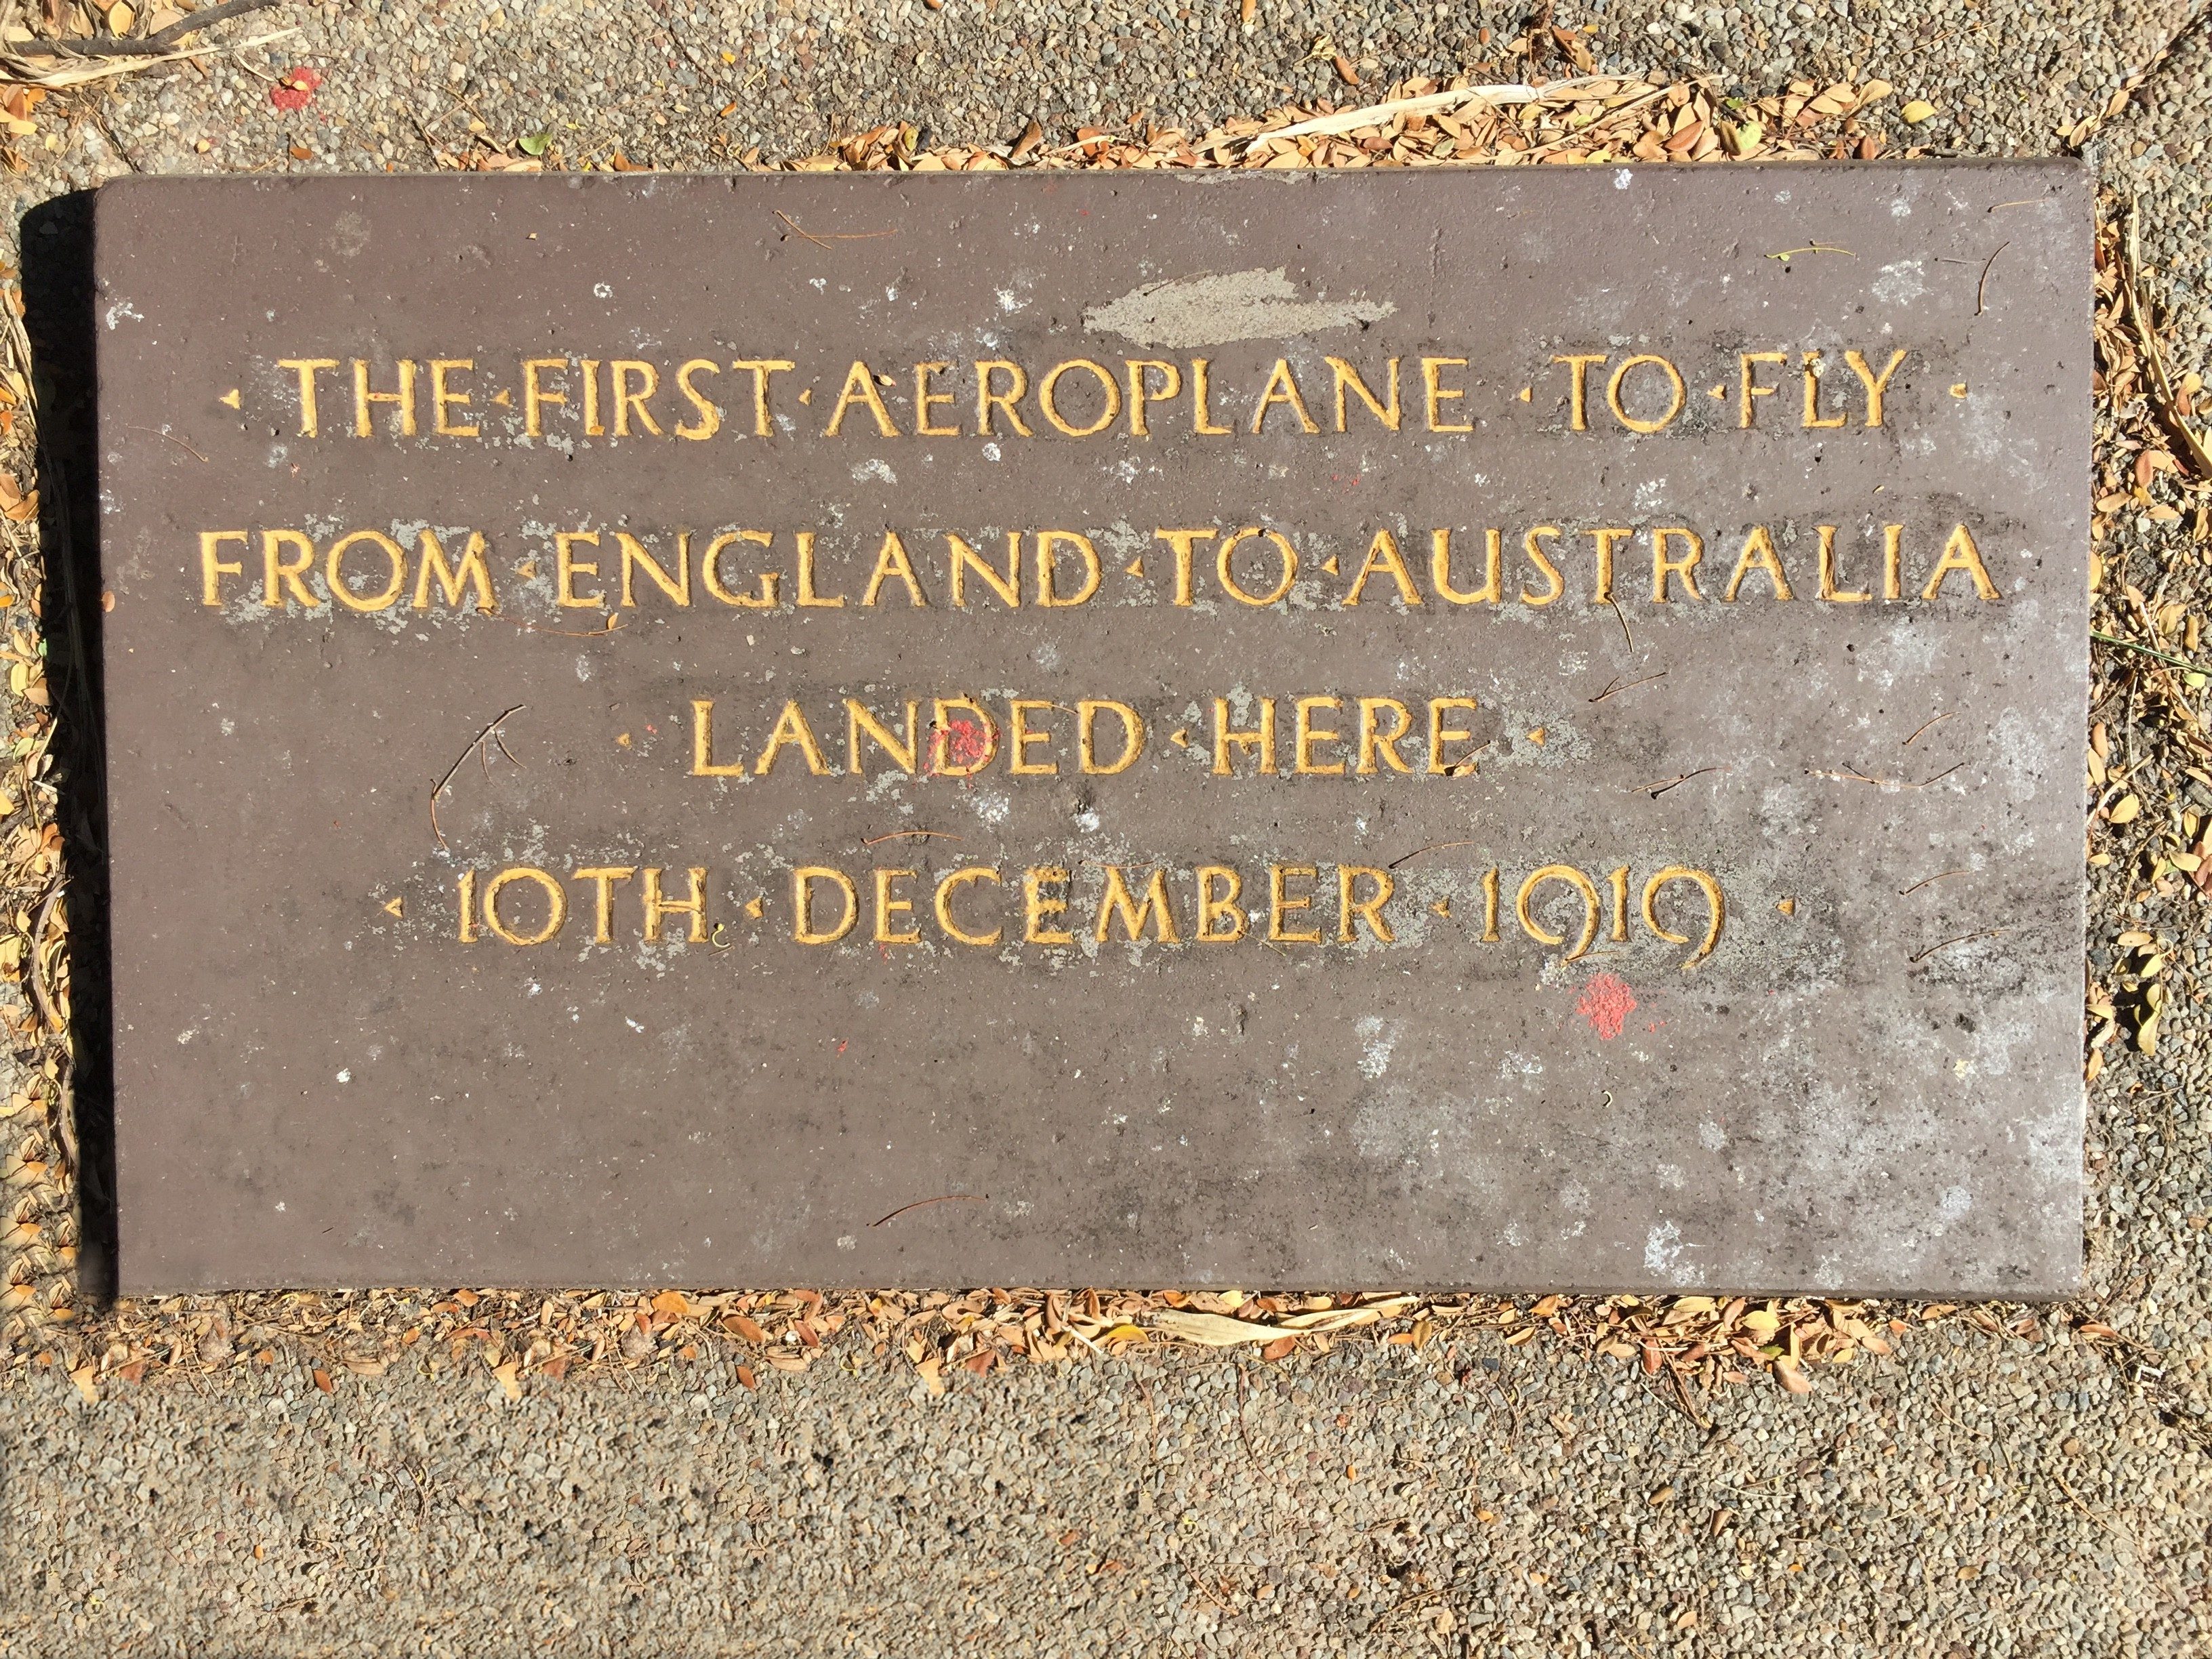 · THE · FIRST · AEROPLANE · TO · FLY ·
FROM · ENGLAND · TO · AUSTRALIA
· LANDED · HERE ·
· 10TH · DECEMBER · 1919 ·